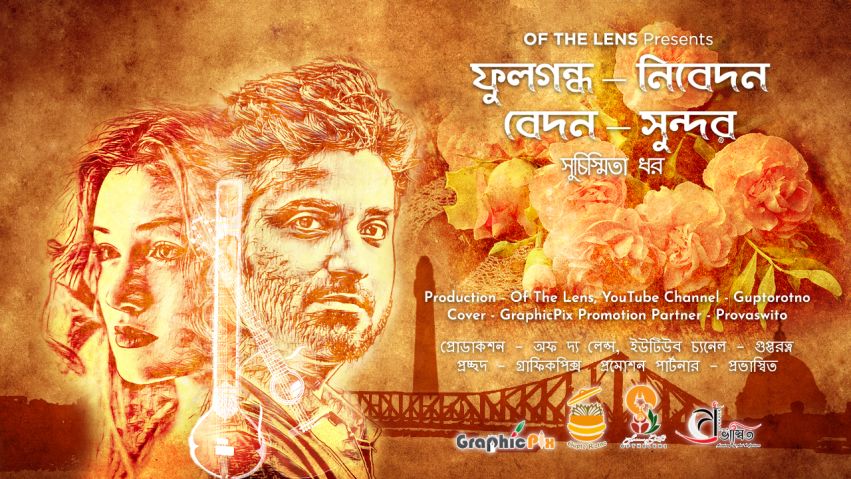 OF THE LENS Presents
ফুলগন্ধ – নিবেদন
বেদন – সুন্দর
সুচিস্মিতা ধর
Production - Of The Lens, YouTube Channel - Guptorotno
Cover - GraphicPix Promotion Partner - Provaswito
প্রোডাকশন – অফ দ্য লেন্স, ইউটিউব চ্যানেল – গুপ্তরত্ন
প্রচ্ছদ – গ্রাফিকপিক্স প্রমোশন পার্টনার – প্রভাস্বিত
GraphicPix